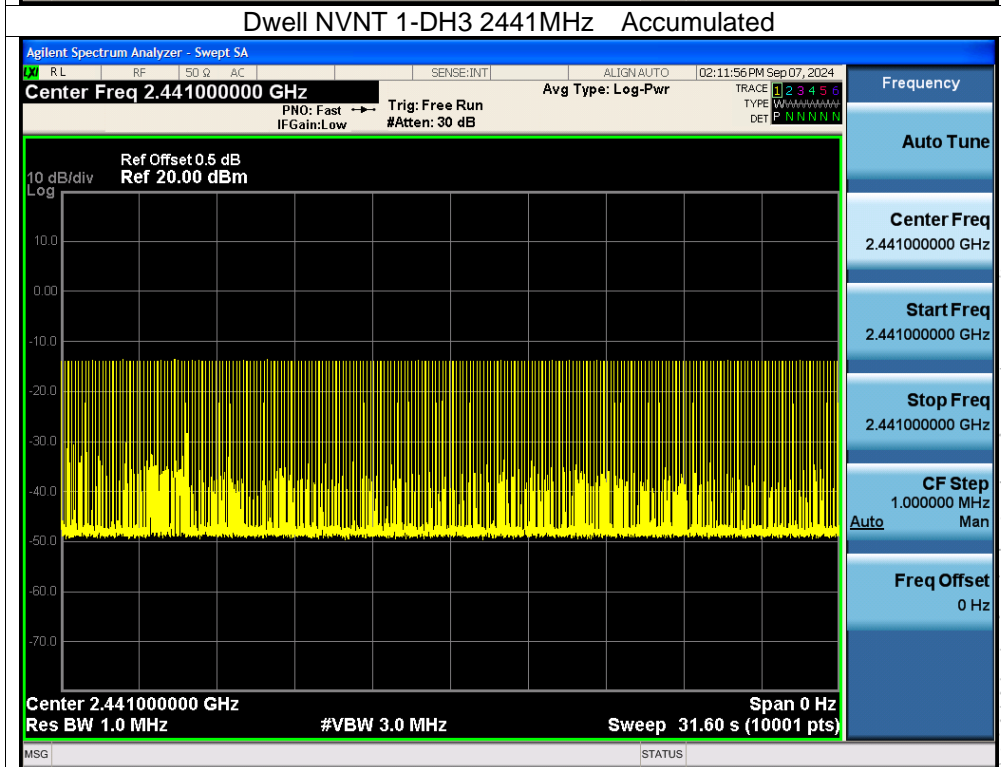 Dwell NVNT 1-DH3 2441MHz Accumulated
Agilent Spectrum Analyzer - Swept SA
LXI RL RF 50 Ω AC SENSE:INT ALIGN AUTO 02:11:56 PM Sep 07, 2024
Center Freq 2.441000000 GHz
PNO: Fast
IFGain:Low
Trig: Free Run
#Atten: 30 dB
Avg Type: Log-Pwr
TRACE 1 2 3 4 5 6
TYPE WWWWWW
DET P N N N N N
Frequency
Auto Tune
Center Freq
2.441000000 GHz
Start Freq
2.441000000 GHz
Stop Freq
2.441000000 GHz
CF Step
1.000000 MHz
Auto Man
Freq Offset
0 Hz
Ref Offset 0.5 dB
10 dB/div Ref 20.00 dBm
Log
10.0
0.00
-10.0
-20.0
-30.0
-40.0
-50.0
-60.0
-70.0
Center 2.441000000 GHz Span 0 Hz
Res BW 1.0 MHz #VBW 3.0 MHz Sweep 31.60 s (10001 pts)
MSG STATUS